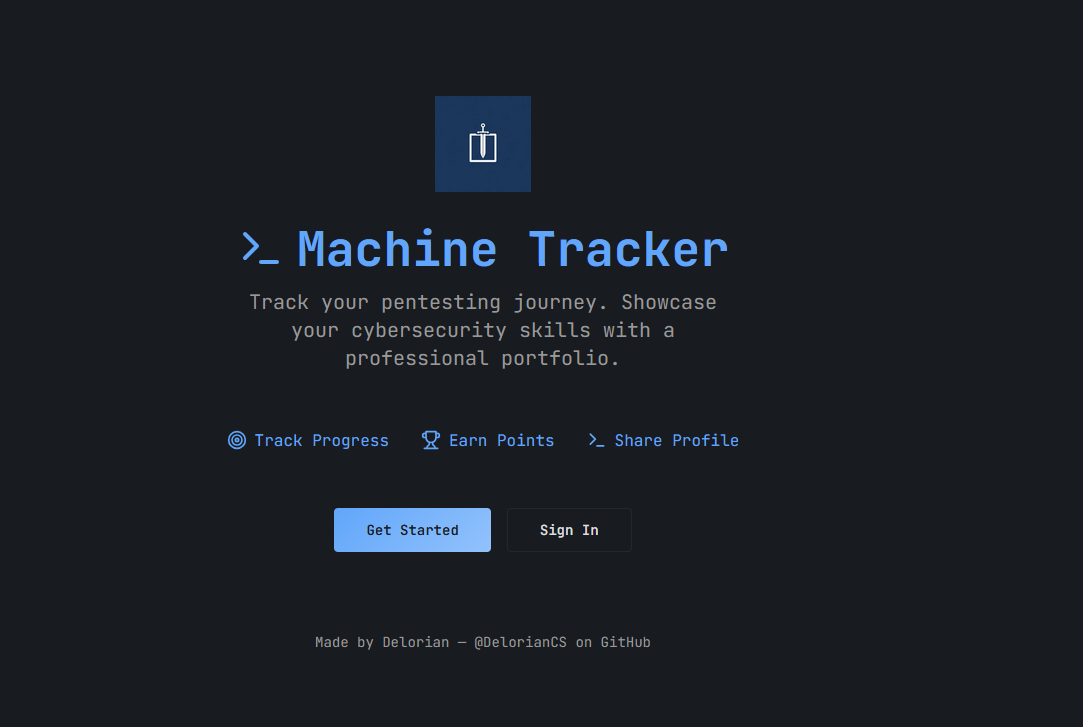 Machine Tracker
Track your pentesting journey. Showcase
your cybersecurity skills with a
professional portfolio.
Track Progress
Earn Points
Share Profile
Get Started
Sign In
Made by Delorian — @DelorianCS on GitHub